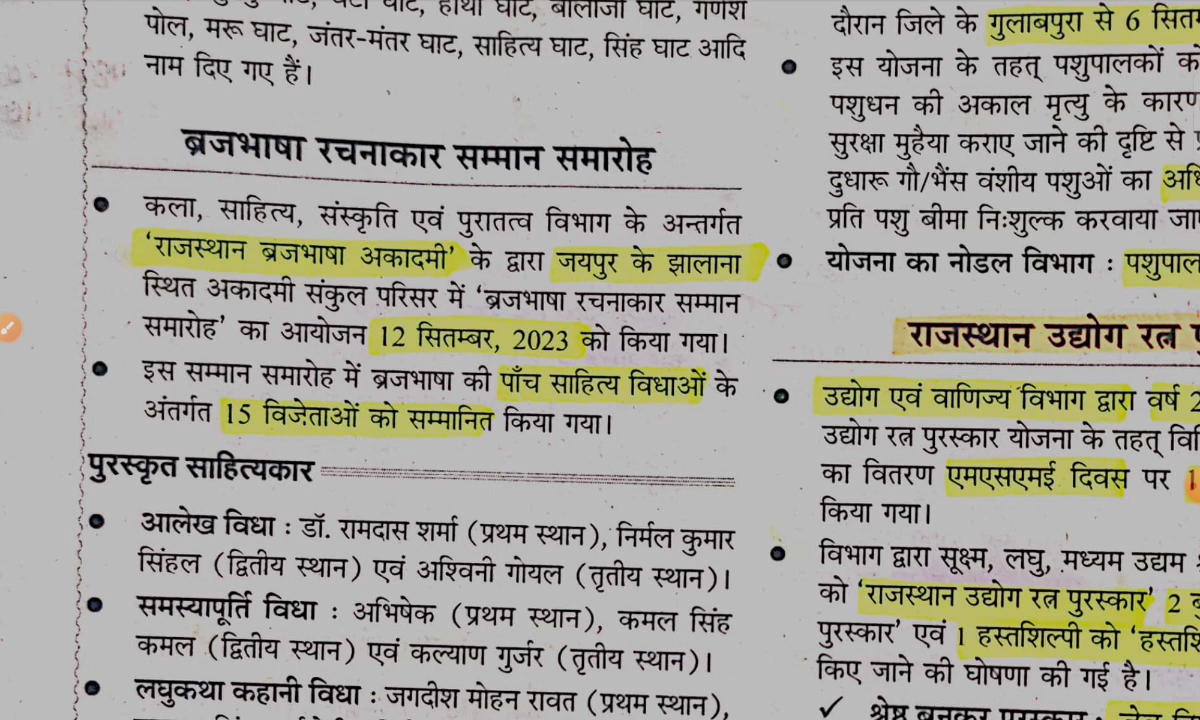 पोल, मरू घाट, जंतर-मंतर घाट, साहित्य घाट, सिंह घाट आदि
नाम दिए गए हैं।
ब्रजभाषा रचनाकार सम्मान समारोह
कला, साहित्य, संस्कृति एवं पुरातत्व विभाग के अन्तर्गत
‘राजस्थान ब्रजभाषा अकादमी’ के द्वारा जयपुर के झालाना
स्थित अकादमी संकुल परिसर में ‘ब्रजभाषा रचनाकार सम्मान
समारोह’ का आयोजन 12 सितम्बर, 2023 को किया गया।
इस सम्मान समारोह में ब्रजभाषा की पाँच साहित्य विधाओं के
अंतर्गत 15 विजेताओं को सम्मानित किया गया।
पुरस्कृत साहित्यकार
आलेख विधा : डॉ. रामदास शर्मा (प्रथम स्थान), निर्मल कुमार
सिंहल (द्वितीय स्थान) एवं अश्विनी गोयल (तृतीय स्थान)।
समस्यापूर्ति विधा : अभिषेक (प्रथम स्थान), कमल सिंह
कमल (द्वितीय स्थान) एवं कल्याण गुर्जर (तृतीय स्थान)।
लघुकथा कहानी विधा : जगदीश मोहन रावत (प्रथम स्थान),
दौरान जिले के गुलाबपुरा से 6
इस योजना के तहत् पशुपालकों
पशुधन की अकाल मृत्यु के कारण
सुरक्षा मुहैया कराए जाने की दृष्टि से
दुधारू गौ/भैंस वंशीय पशुओं का
प्रति पशु बीमा निःशुल्क करवाया
योजना का नोडल विभाग :
राजस्थान उद्योग रत्न
उद्योग एवं वाणिज्य विभाग द्वारा वर्ष
उद्योग रत्न पुरस्कार योजना के तहत्
का वितरण एमएसएमई दिवस पर
किया गया।
विभाग द्वारा सूक्ष्म, लघु, मध्यम उद्यम
को ‘राजस्थान उद्योग रत्न पुरस्कार’ 2
पुरस्कार’ एवं 1 हस्तशिल्पी को
किए जाने की घोषणा की गई है।